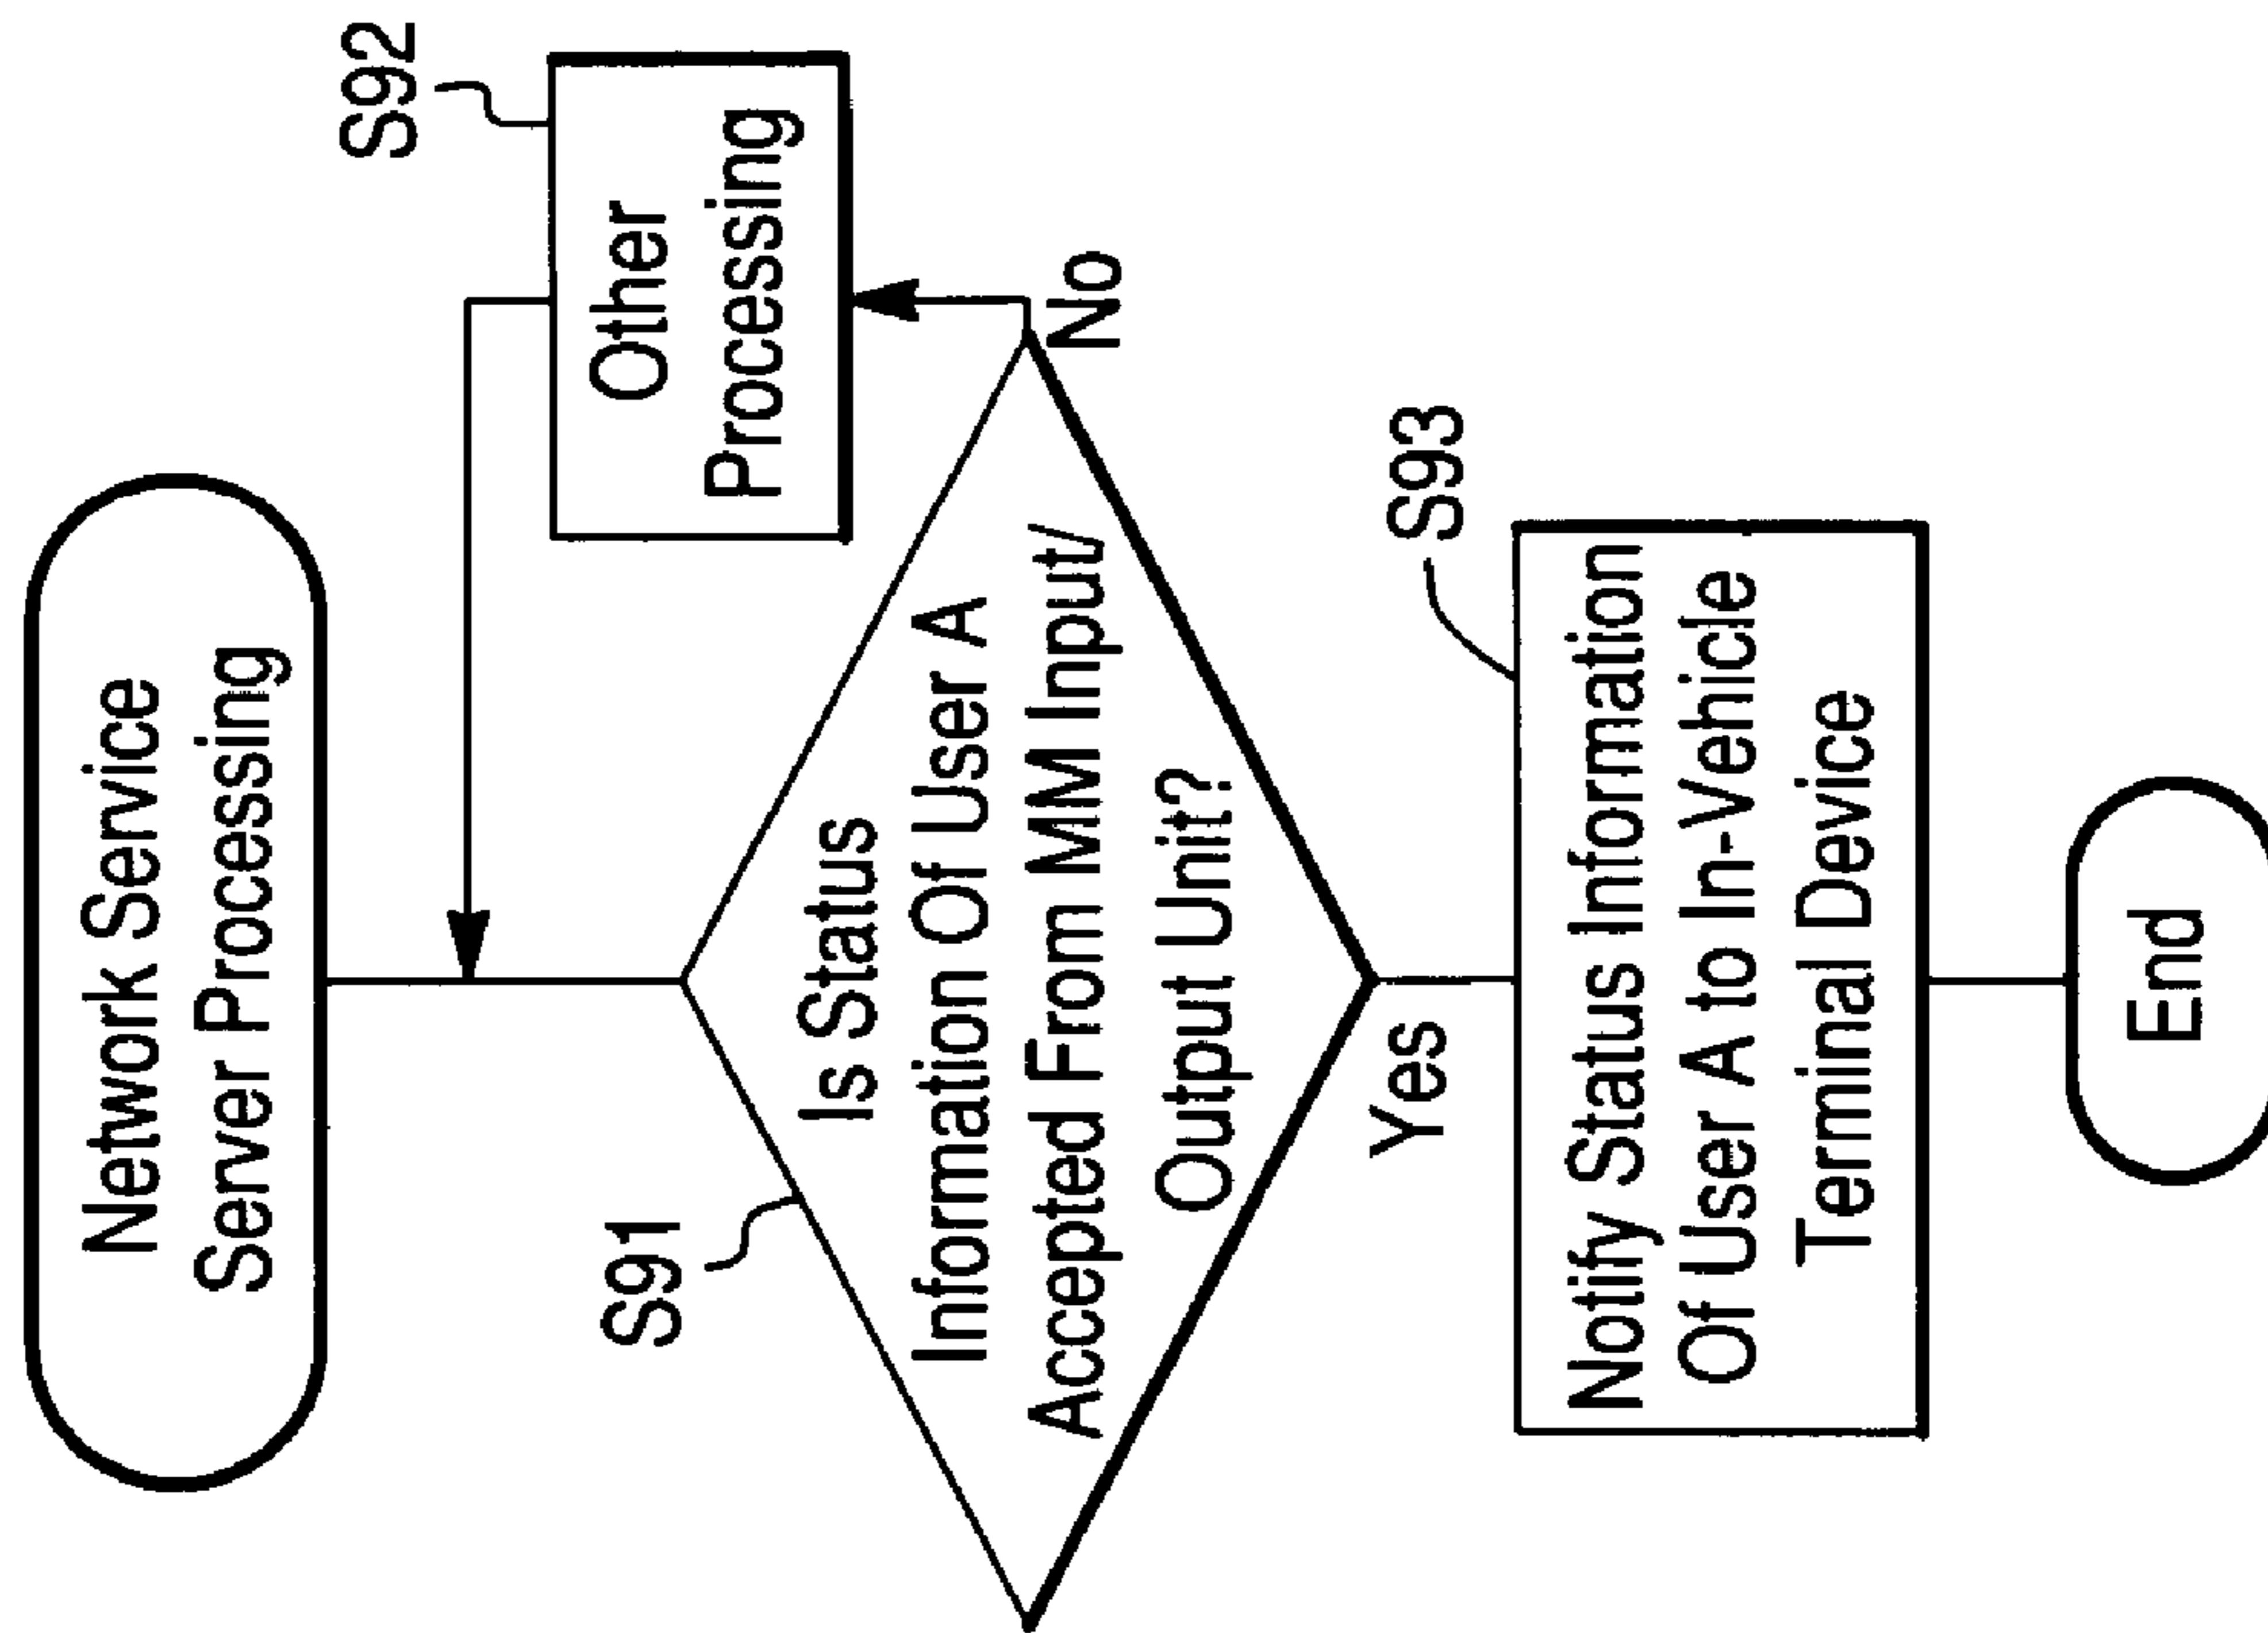 Network Service
Server Processing
S91
Is Status
Information Of User A
Accepted From MM Input/
Output Unit?
No
S92
Other
Processing
Yes
S93
Notify Status Information
Of User A to In-Vehicle
Terminal Device
End